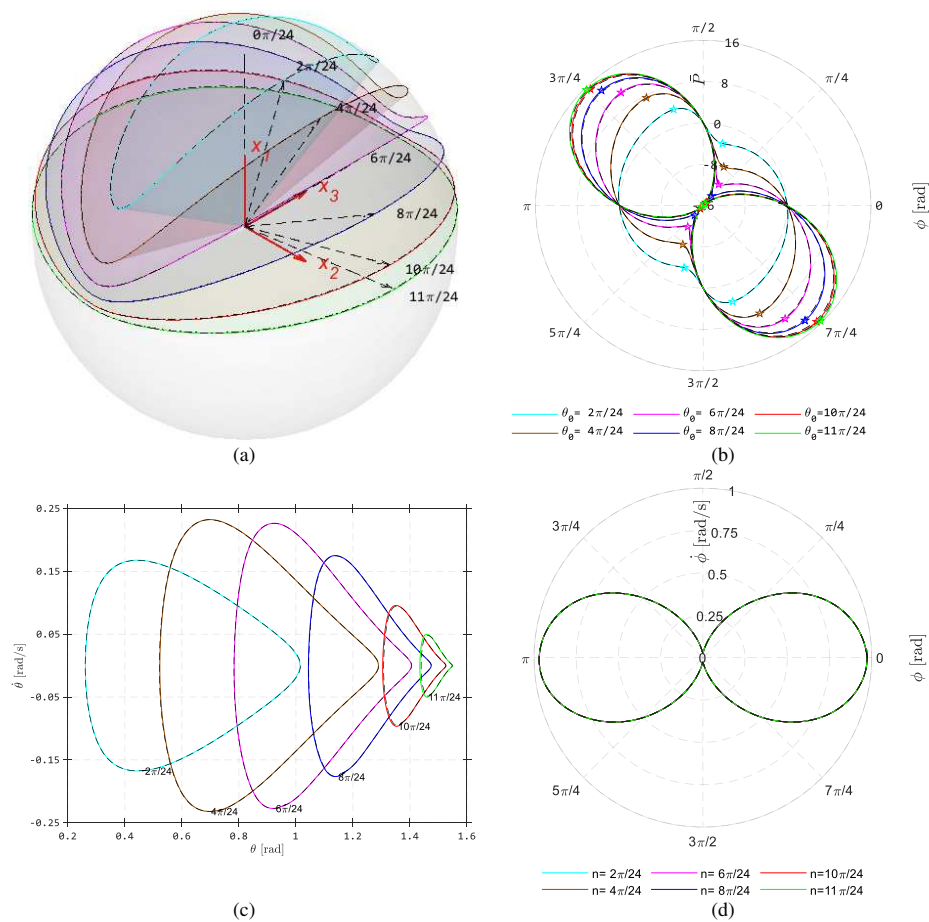 0π/24
2π/24
4π/24
6π/24
8π/24
10π/24
11π/24
x1
x3
x2
(a)
π/2
16
3π/4
π/4
8
0
-8
π
0
5π/4
7π/4
3π/2
ϕ [rad]
θ0= 2π/24
θ0= 6π/24
θ0=10π/24
θ0= 4π/24
θ0= 8π/24
θ0=11π/24
(b)
0.25
0.15
0.05
-0.05
-0.15
-0.25
θ̇ [rad/s]
2π/24
4π/24
6π/24
8π/24
10π/24
11π/24
0.2
0.4
0.6
0.8
1
1.2
1.4
1.6
θ [rad]
(c)
π/2
1
3π/4
π/4
0.75
ϕ̇ [rad/s]
0.5
0.25
π
0
0
5π/4
7π/4
3π/2
ϕ [rad]
n= 2π/24
n= 6π/24
n=10π/24
n= 4π/24
n= 8π/24
n=11π/24
(d)